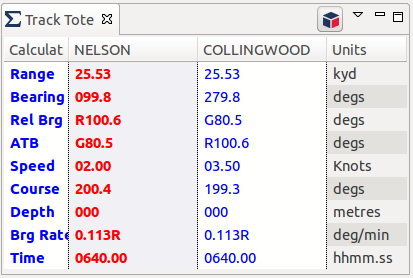 Track Tote
Calculat NELSON COLLINGWOOD Units
Range 25.53 25.53 kyd
Bearing 099.8 279.8 degs
Rel Brg R100.6 G80.5 degs
ATB G80.5 R100.6 degs
Speed 02.00 03.50 Knots
Course 200.4 199.3 degs
Depth 000 000 metres
Brg Rate 0.113R 0.113R deg/min
Time 0640.00 0640.00 hhmm.ss